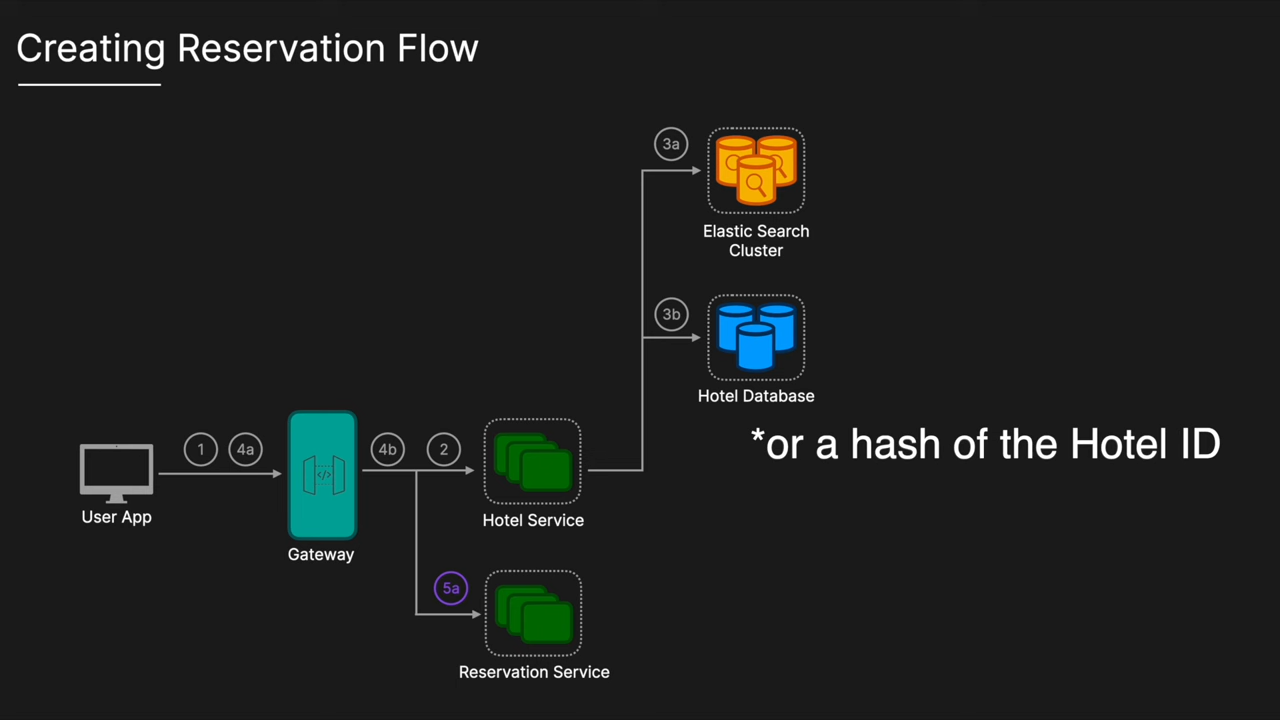 Creating Reservation Flow
3a
Elastic Search
Cluster
3b
Hotel Database
*or a hash of the Hotel ID
1
4a
4b
2
</>
User App
Gateway
Hotel Service
5a
Reservation Service